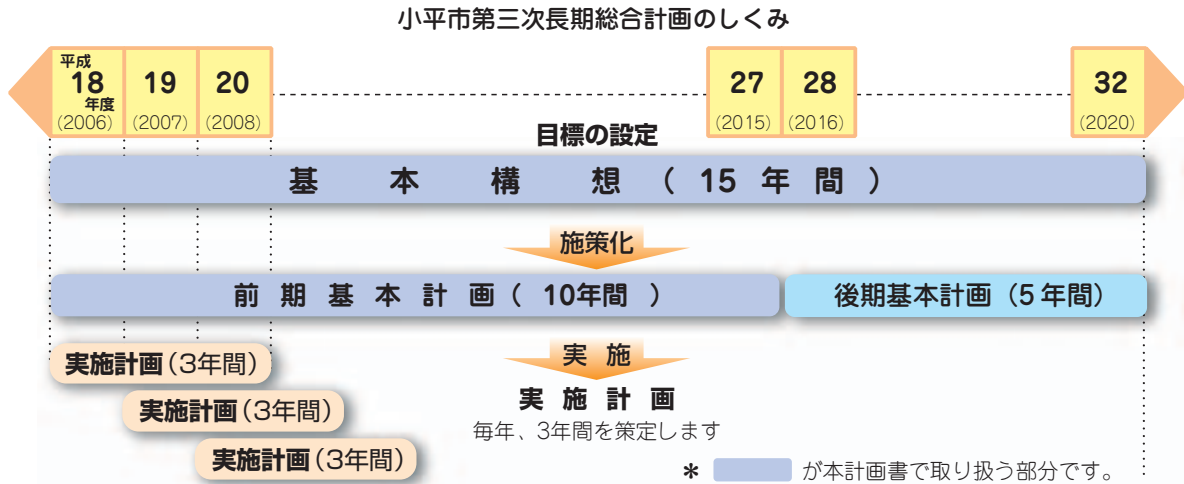 小平市第三次長期総合計画のしくみ
平成
18
年度
(2006)
19
(2007)
20
(2008)
27
(2015)
28
(2016)
32
(2020)
目標の設定
基本構想(15年間)
施策化
前期基本計画(10年間)
後期基本計画(5年間)
実施計画(3年間)
実施計画(3年間)
実施計画(3年間)
実施
実施計画
毎年、3年間を策定します
＊ が本計画書で取り扱う部分です。